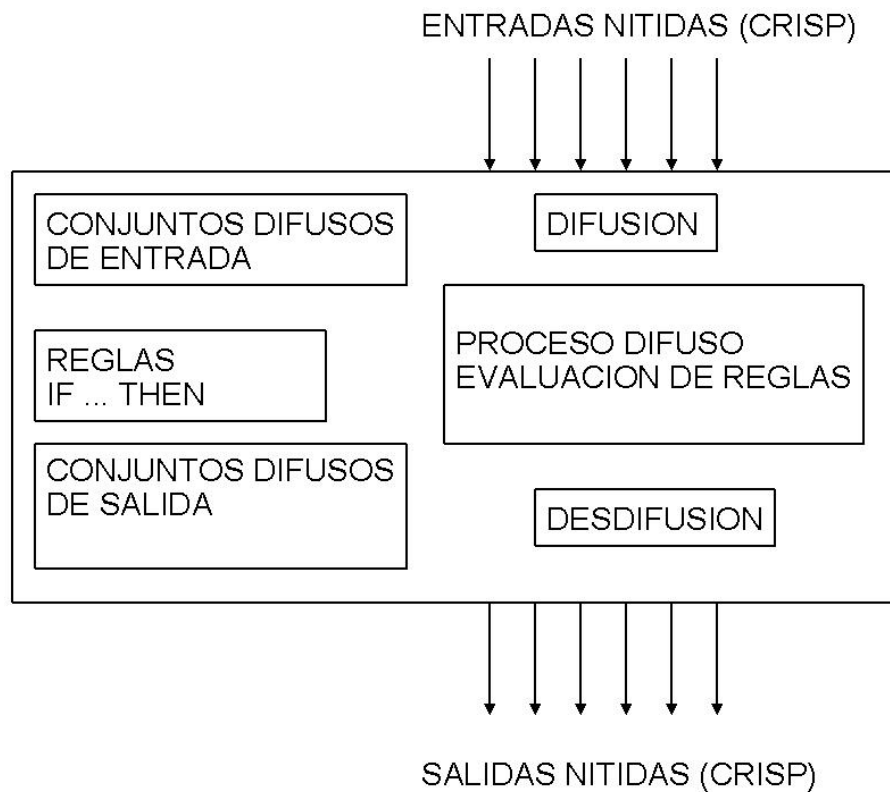 ENTRADAS NITIDAS (CRISP)
CONJUNTOS DIFUSOS
DE ENTRADA
DIFUSION
REGLAS
IF ... THEN
PROCESO DIFUSO
EVALUACION DE REGLAS
CONJUNTOS DIFUSOS
DE SALIDA
DESDIFUSION
SALIDAS NITIDAS (CRISP)